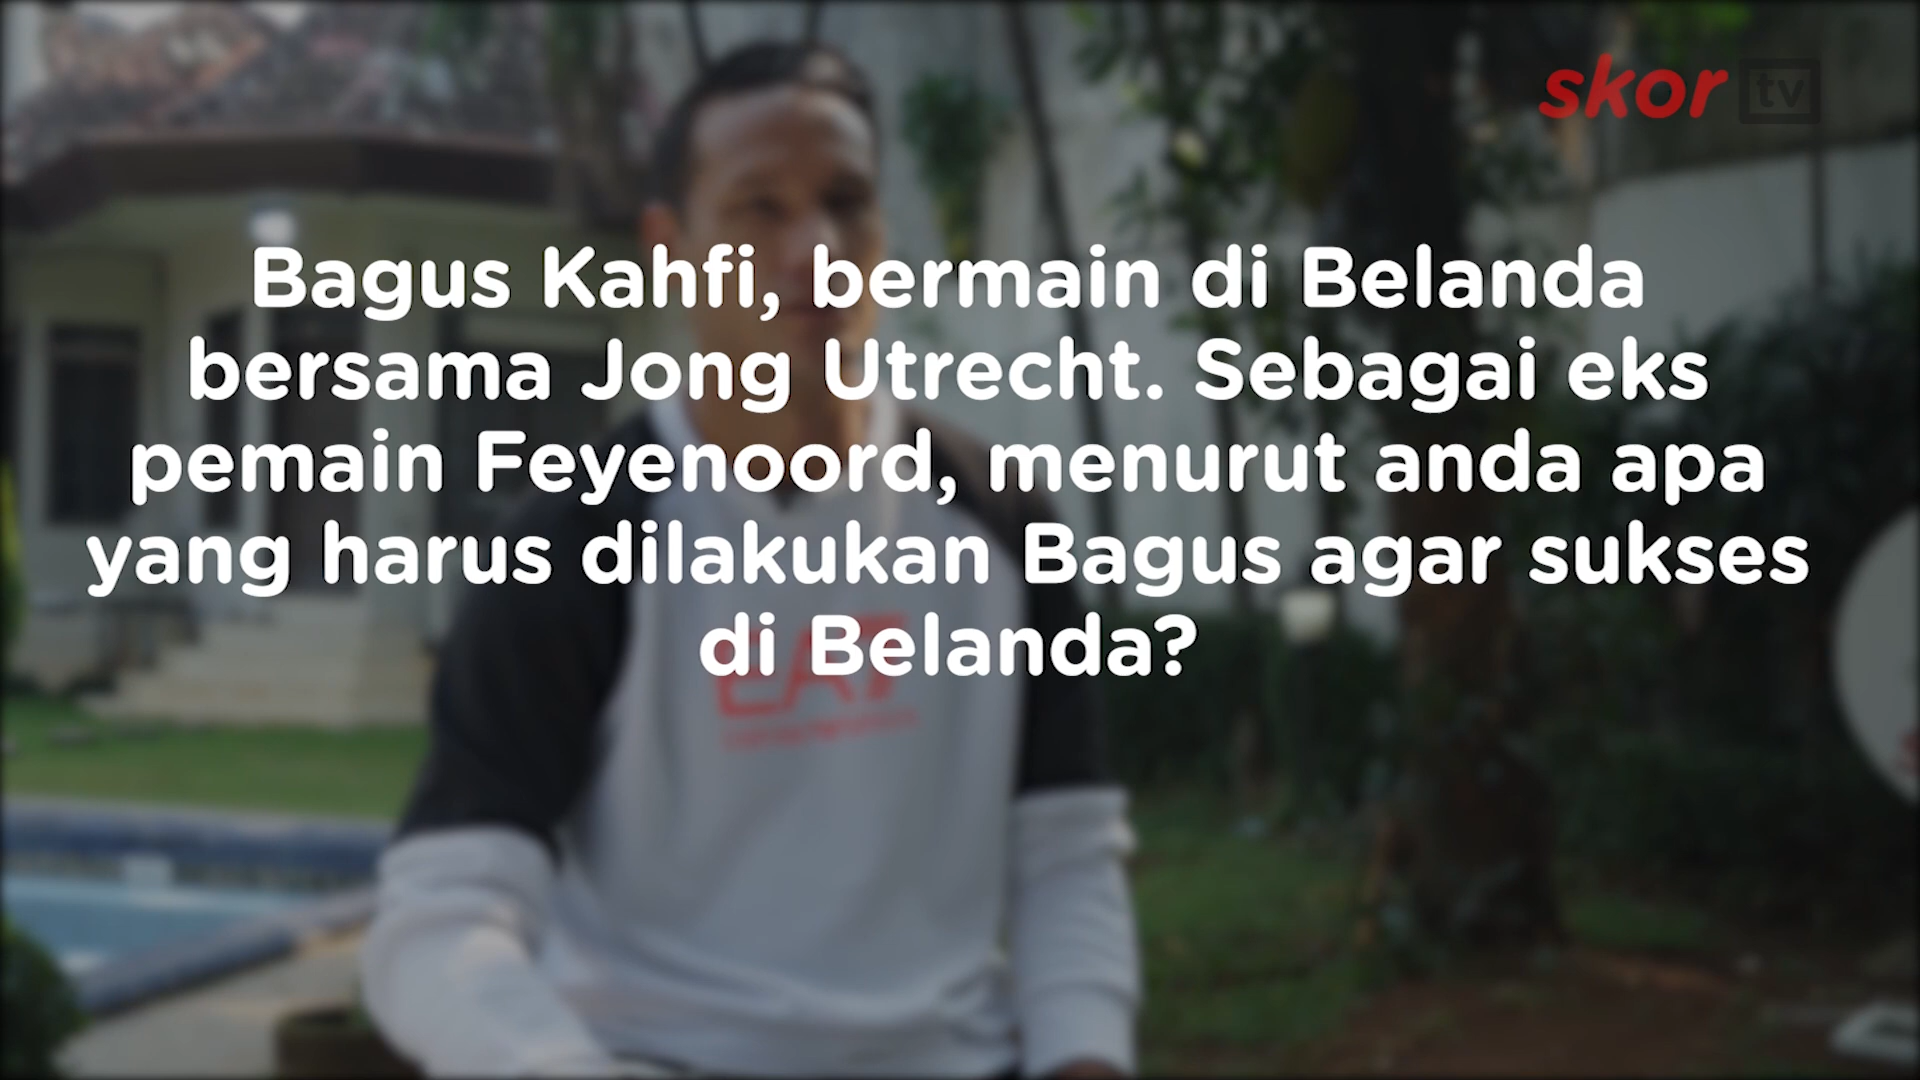 skor tv
Bagus Kahfi, bermain di Belanda
bersama Jong Utrecht. Sebagai eks
pemain Feyenoord, menurut anda apa
yang harus dilakukan Bagus agar sukses
di Belanda?
EA7